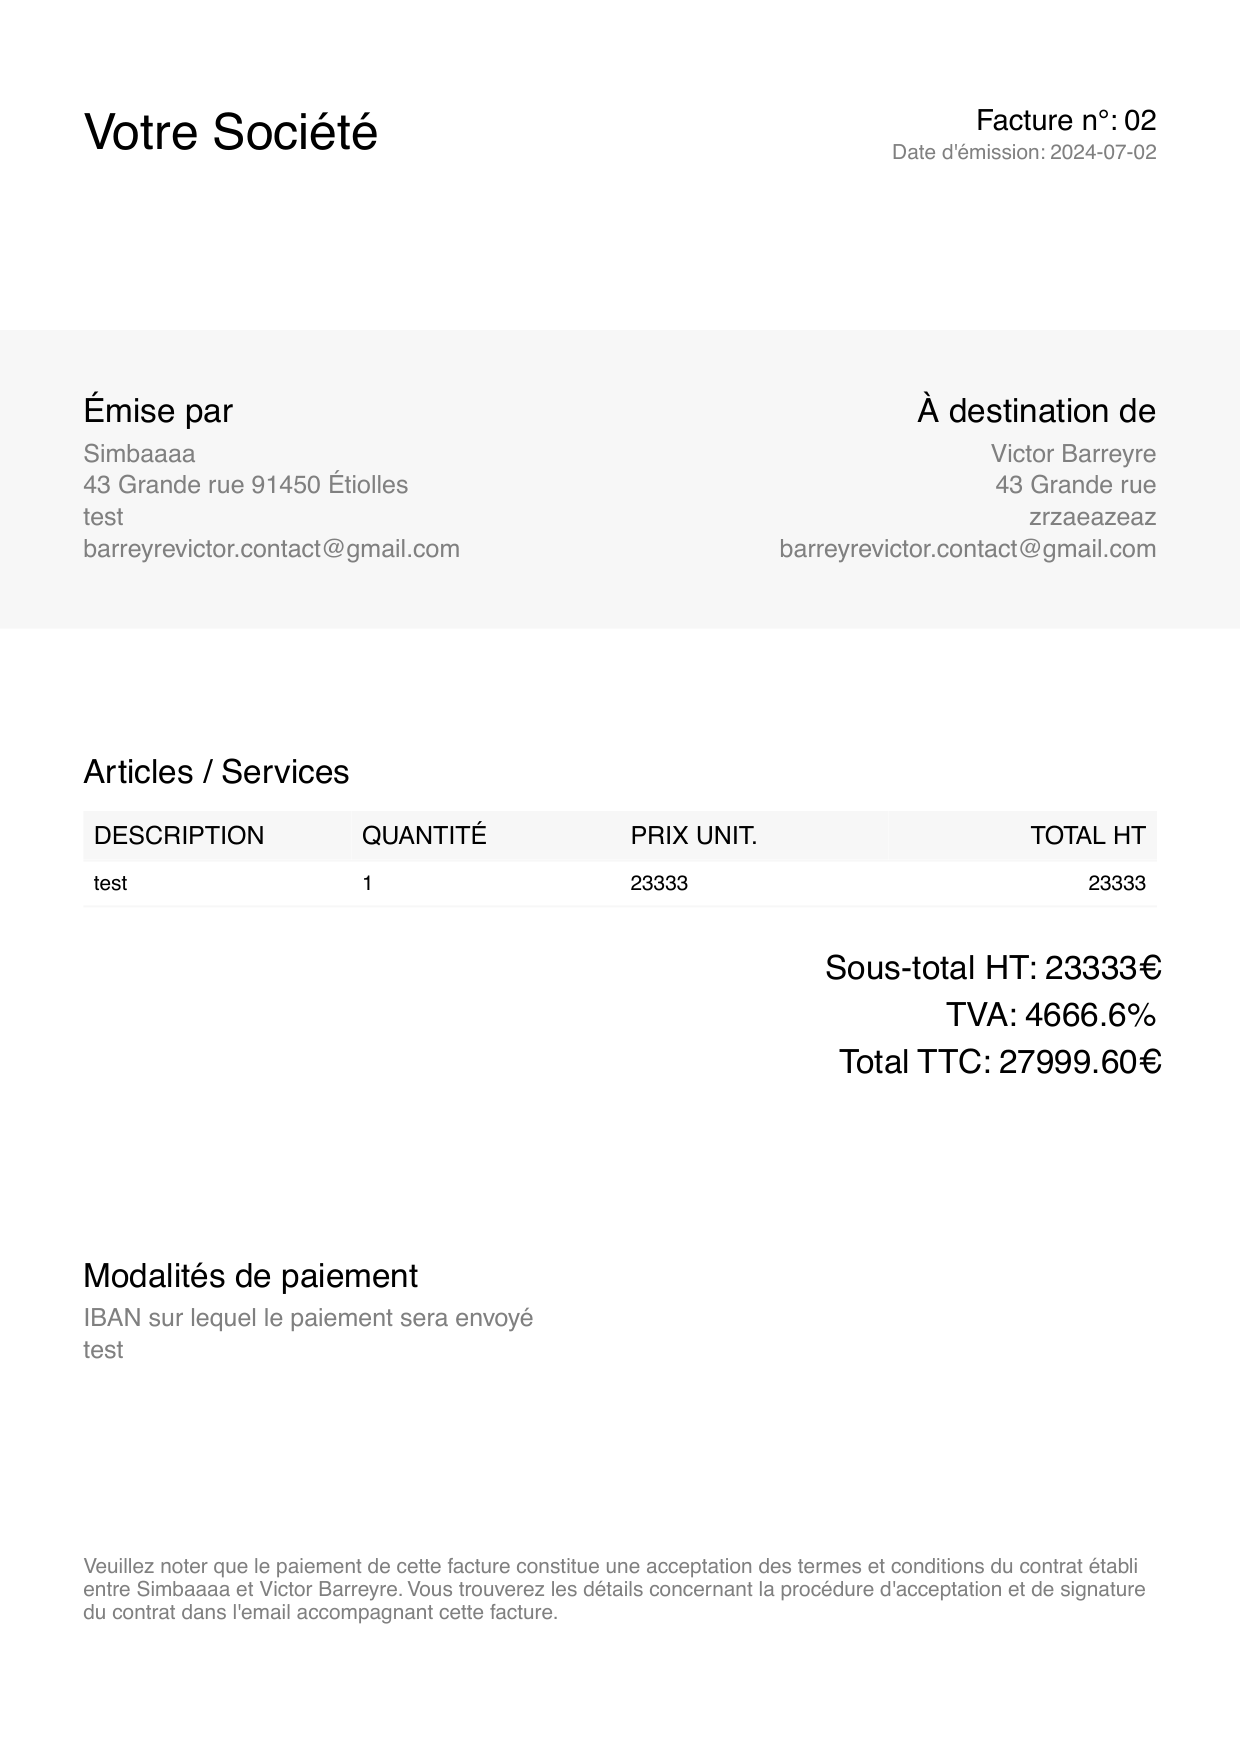 Votre Société
Facture n°: 02
Date d'émission: 2024-07-02
Émise par
Simbaaaa
43 Grande rue 91450 Étiolles
test
barreyrevictor.contact@gmail.com
À destination de
Victor Barreyre
43 Grande rue
zrzaeazeaz
barreyrevictor.contact@gmail.com
Articles / Services
DESCRIPTION QUANTITÉ PRIX UNIT. TOTAL HT
test 1 23333 23333
Sous-total HT: 23333€
TVA: 4666.6%
Total TTC: 27999.60€
Modalités de paiement
IBAN sur lequel le paiement sera envoyé
test
Veuillez noter que le paiement de cette facture constitue une acceptation des termes et conditions du contrat établi
entre Simbaaaa et Victor Barreyre. Vous trouverez les détails concernant la procédure d'acceptation et de signature
du contrat dans l'email accompagnant cette facture.